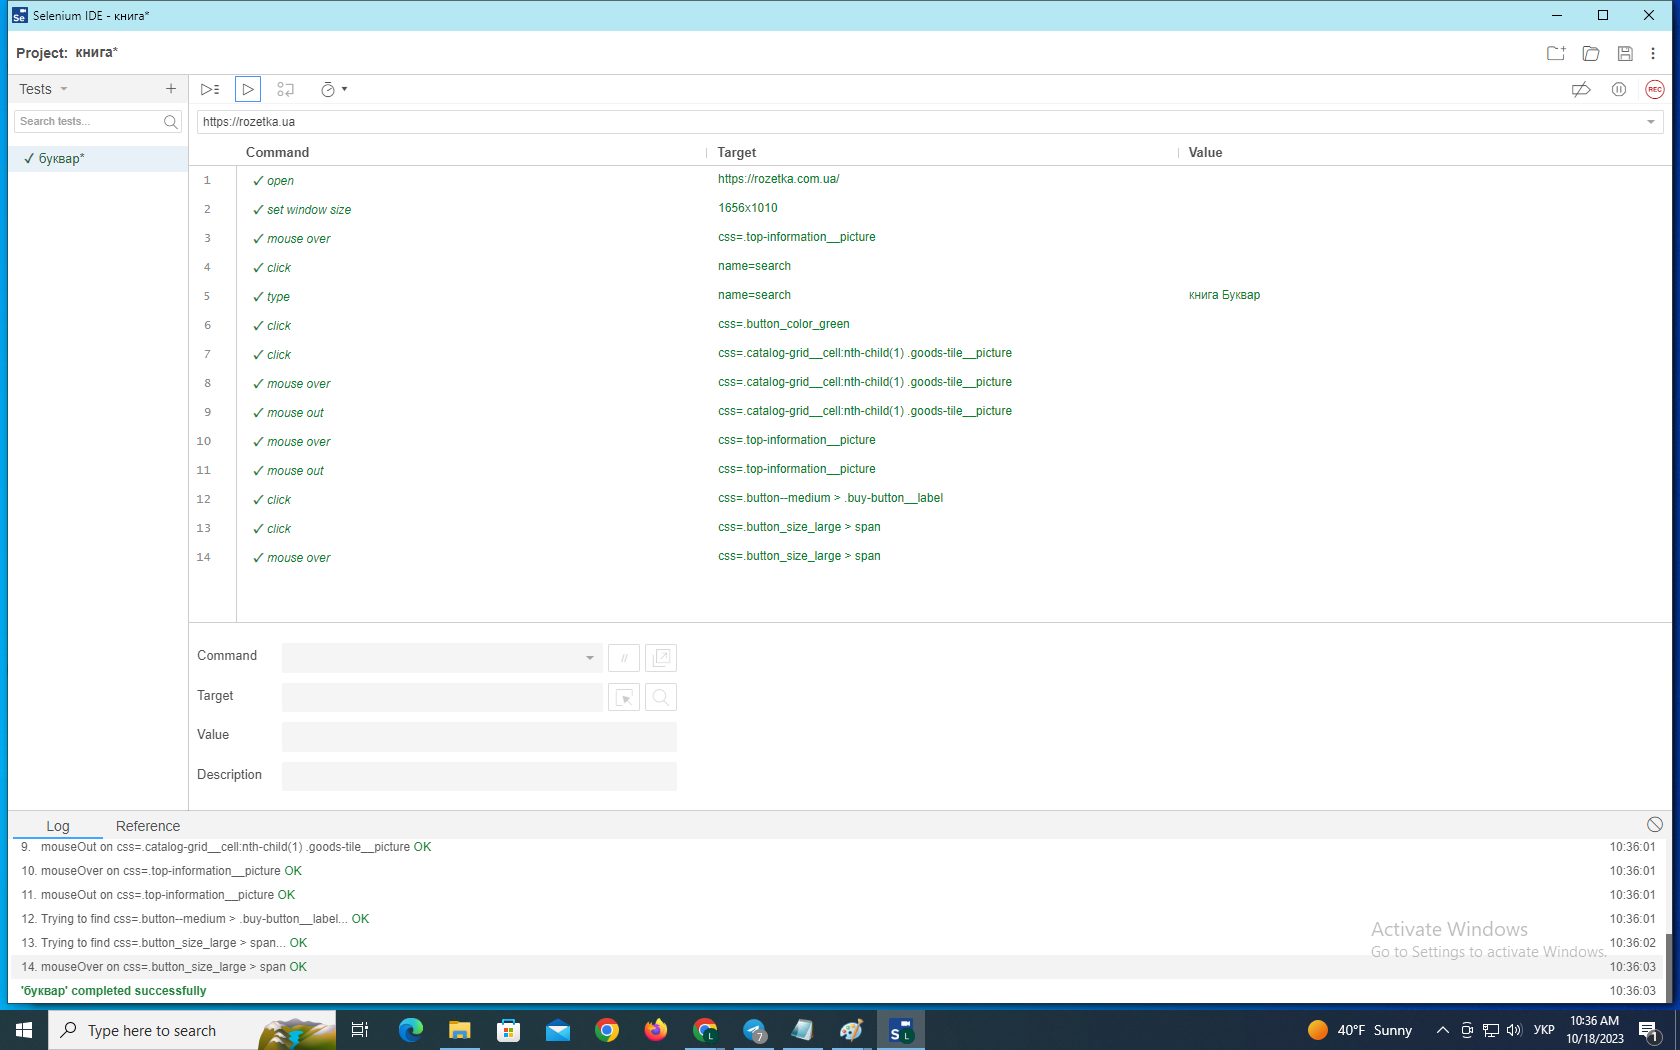 Selenium IDE - книга*
Project: книга*
Tests
Search tests...
✓ буквар*
REC
https://rozetka.ua
Command Target Value
1 ✓ open https://rozetka.com.ua/
2 ✓ set window size 1656x1010
3 ✓ mouse over css=.top-information__picture
4 ✓ click name=search
5 ✓ type name=search книга Буквар
6 ✓ click css=.button_color_green
7 ✓ click css=.catalog-grid__cell:nth-child(1) .goods-tile__picture
8 ✓ mouse over css=.catalog-grid__cell:nth-child(1) .goods-tile__picture
9 ✓ mouse out css=.catalog-grid__cell:nth-child(1) .goods-tile__picture
10 ✓ mouse over css=.top-information__picture
11 ✓ mouse out css=.top-information__picture
12 ✓ click css=.button--medium > .buy-button__label
13 ✓ click css=.button_size_large > span
14 ✓ mouse over css=.button_size_large > span
Command //
Target
Value
Description
Log Reference
9. mouseOut on css=.catalog-grid__cell:nth-child(1) .goods-tile__picture OK 10:36:01
10. mouseOver on css=.top-information__picture OK 10:36:01
11. mouseOut on css=.top-information__picture OK 10:36:01
12. Trying to find css=.button--medium > .buy-button__label... OK 10:36:01
13. Trying to find css=.button_size_large > span... OK 10:36:02
14. mouseOver on css=.button_size_large > span OK 10:36:03
'буквар' completed successfully 10:36:03
Activate Windows
Go to Settings to activate Windows.
Type here to search
L
7
Se L
40°F Sunny
УКР
10:36 AM
10/18/2023
1